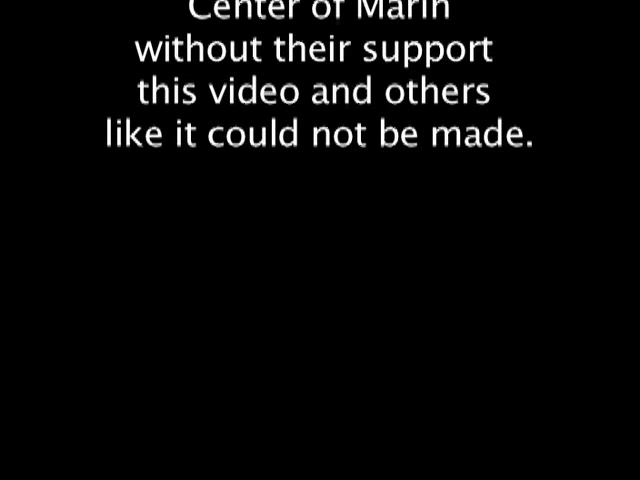 Center of Marin
without their support
this video and others
like it could not be made.